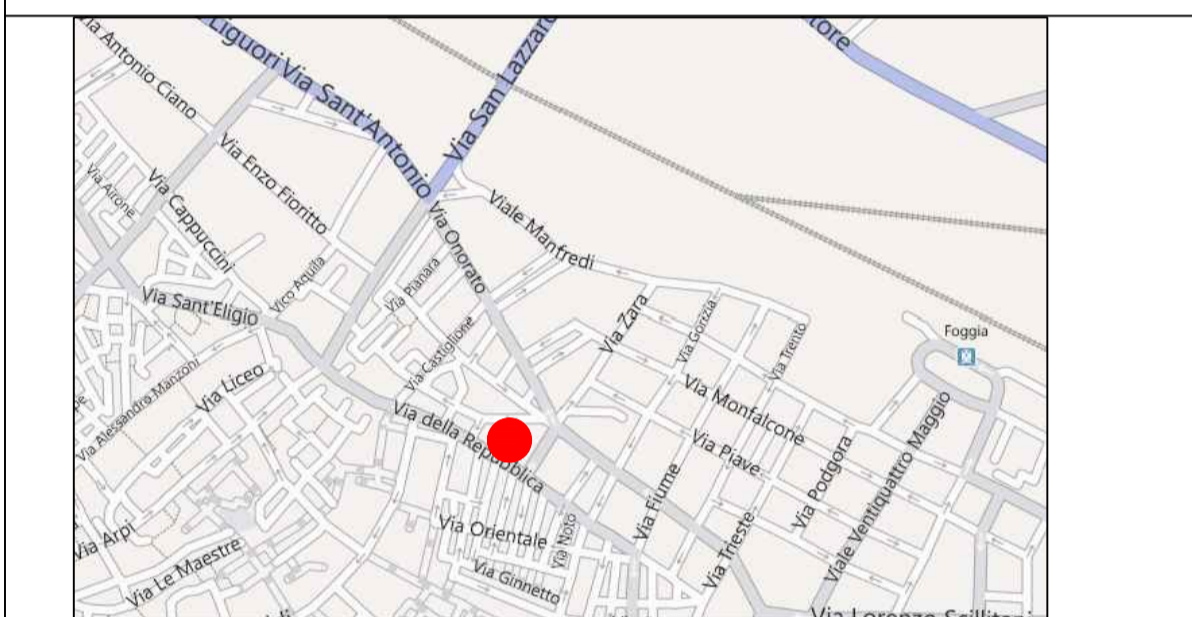 Liguori
Via Sant'Antonio
Via San Lazzaro
Via Antonio Ciano
Via Enzo Fioritto
Via Airone
Via Cappuccini
Via Onorato
Viale Manfredi
Vico Aquila
Via Pianara
Via Sant'Eligio
Via Zara
Via Gorizia
Via Trento
Foggia
Via Castiglione
Via Alessandro Manzoni
Via Liceo
Via Monfalcone
Via della Repubblica
Via Piave
Via Podgora
Viale Ventiquattro Maggio
Via Fiume
Via Orientale
Via Noto
Via Trieste
Via Arpi
Via Le Maestre
Via Ginnetto
Via Lorenzo Scillitani